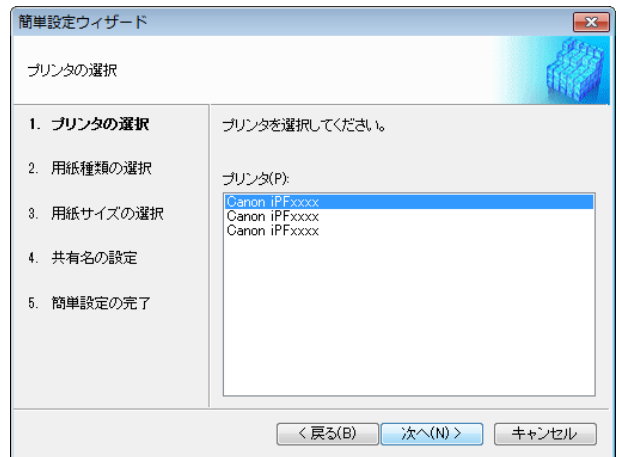 簡単設定ウィザード
プリンタの選択
1. プリンタの選択
2. 用紙種類の選択
3. 用紙サイズの選択
4. 共有名の設定
5. 簡単設定の完了
プリンタを選択してください。
プリンタ(P):
Canon iPFxxxx
Canon iPFxxxx
Canon iPFxxxx
< 戻る(B)
次へ(N) >
キャンセル